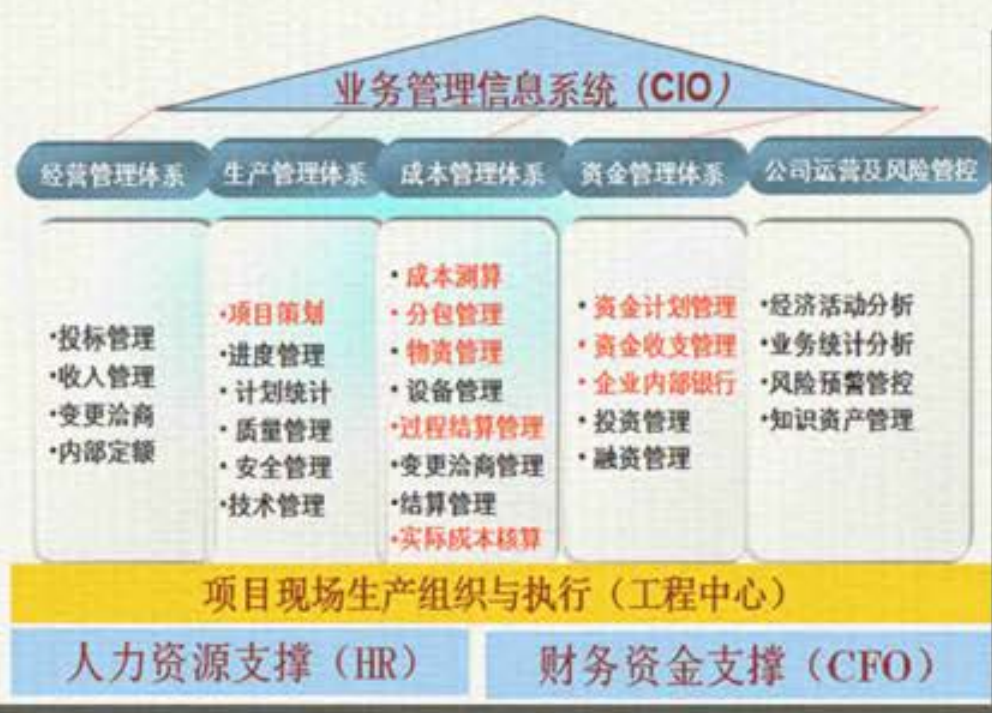 业务管理信息系统（CIO）
经营管理体系
生产管理体系
成本管理体系
资金管理体系
公司运营及风险管控
·投标管理
·收入管理
·变更洽商
·内部定额
·项目策划
·进度管理
·计划统计
·质量管理
·安全管理
·技术管理
·成本测算
·分包管理
·物资管理
·设备管理
·过程结算管理
·变更洽商管理
·结算管理
·实际成本核算
·资金计划管理
·资金收支管理
·企业内部银行
·投资管理
·融资管理
·经济活动分析
·业务统计分析
·风险预警管控
·知识资产管理
项目现场生产组织与执行（工程中心）
人力资源支撑（HR）
财务资金支撑（CFO）